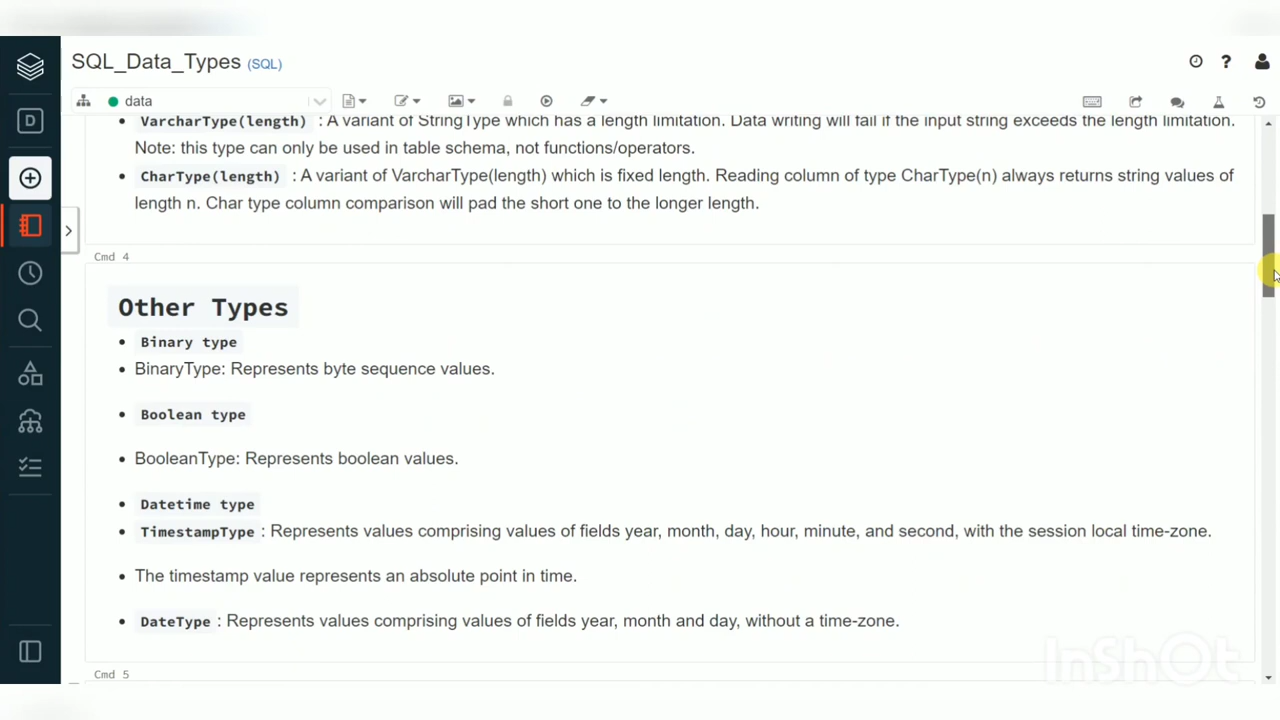 SQL_Data_Types (SQL)
D
data
VarcharType(length) : A variant of StringType which has a length limitation. Data writing will fail if the input string exceeds the length limitation.
Note: this type can only be used in table schema, not functions/operators.
CharType(length) : A variant of VarcharType(length) which is fixed length. Reading column of type CharType(n) always returns string values of
length n. Char type column comparison will pad the short one to the longer length.
Cmd 4
Other Types
Binary type
BinaryType: Represents byte sequence values.
Boolean type
BooleanType: Represents boolean values.
Datetime type
TimestampType : Represents values comprising values of fields year, month, day, hour, minute, and second, with the session local time-zone.
The timestamp value represents an absolute point in time.
DateType : Represents values comprising values of fields year, month and day, without a time-zone.
Cmd 5
InShOt